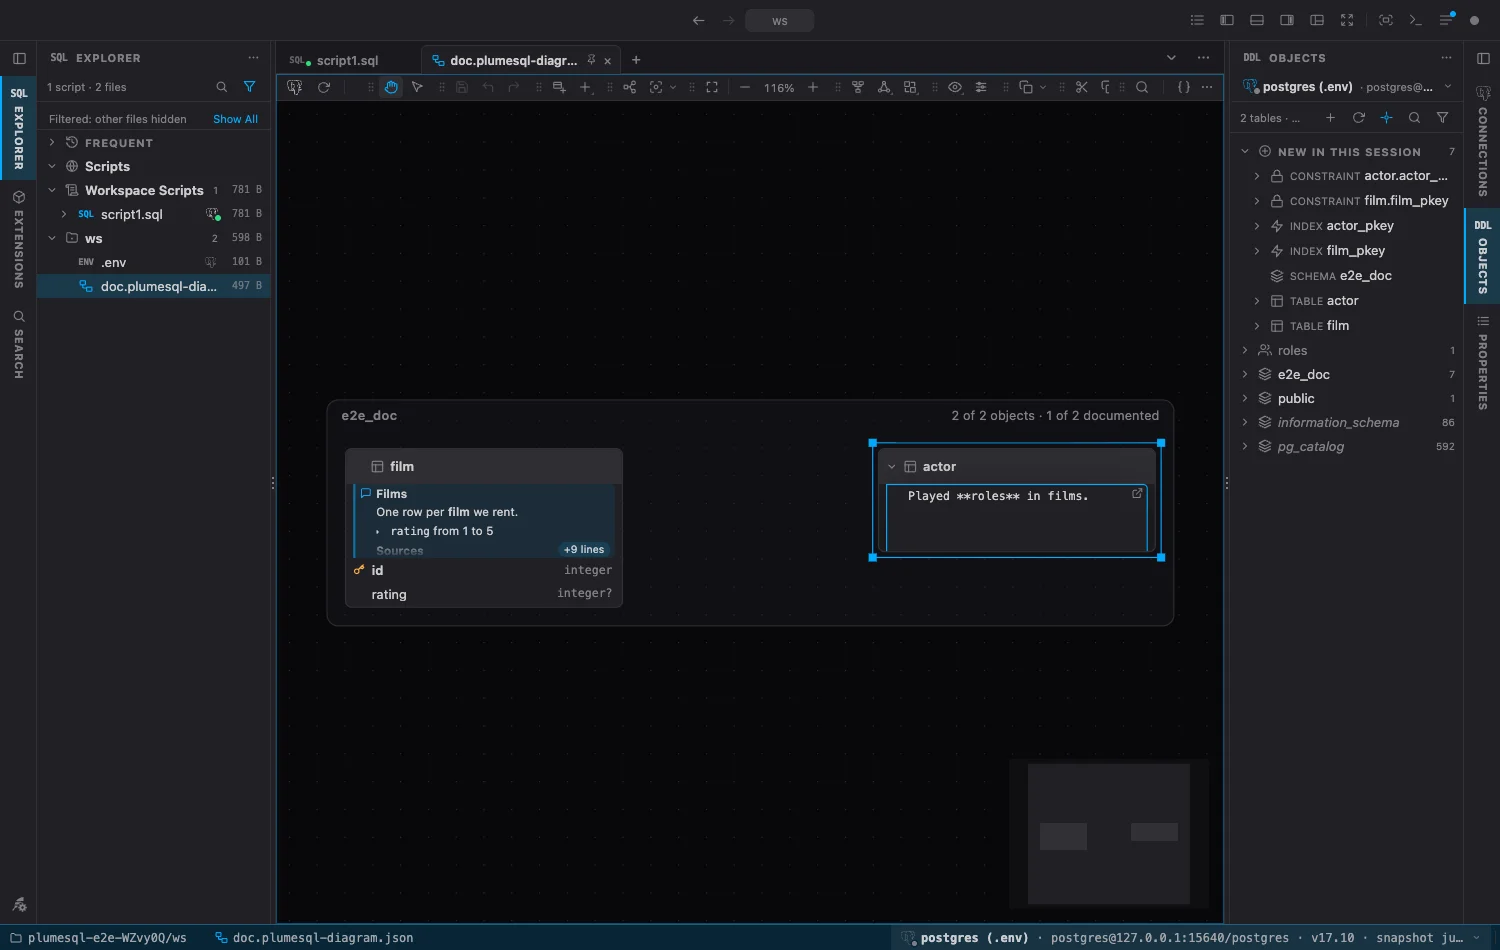 ws
SQL EXPLORER
1 script · 2 files
Filtered: other files hidden Show All
FREQUENT
Scripts
Workspace Scripts 1 781 B
SQL script1.sql 781 B
ws 2 598 B
ENV .env 101 B
doc.plumesql-dia... 497 B
SQL EXPLORER
EXTENSIONS
SEARCH
SQL script1.sql
doc.plumesql-diagr... ×
116%
e2e_doc
2 of 2 objects · 1 of 2 documented
film
Films
One row per film we rent.
rating from 1 to 5
Sources +9 lines
id integer
rating integer?
actor
Played **roles** in films.
DDL OBJECTS
postgres (.env) · postgres@...
2 tables · ...
NEW IN THIS SESSION 7
CONSTRAINT actor.actor_...
CONSTRAINT film.film_pkey
INDEX actor_pkey
INDEX film_pkey
SCHEMA e2e_doc
TABLE actor
TABLE film
roles 1
e2e_doc 7
public 1
information_schema 86
pg_catalog 592
CONNECTIONS
DDL OBJECTS
PROPERTIES
plumesql-e2e-WZvy0Q/ws
doc.plumesql-diagram.json
postgres (.env) · postgres@127.0.0.1:15640/postgres · v17.10 · snapshot ju...